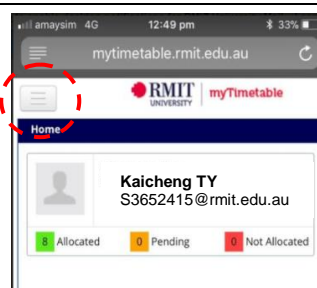 amaysim 4G 12:49 pm 33%
mytimetable.rmit.edu.au
RMIT UNIVERSITY myTimetable
Home
Kaicheng TY
S3652415@rmit.edu.au
8 Allocated 0 Pending 0 Not Allocated